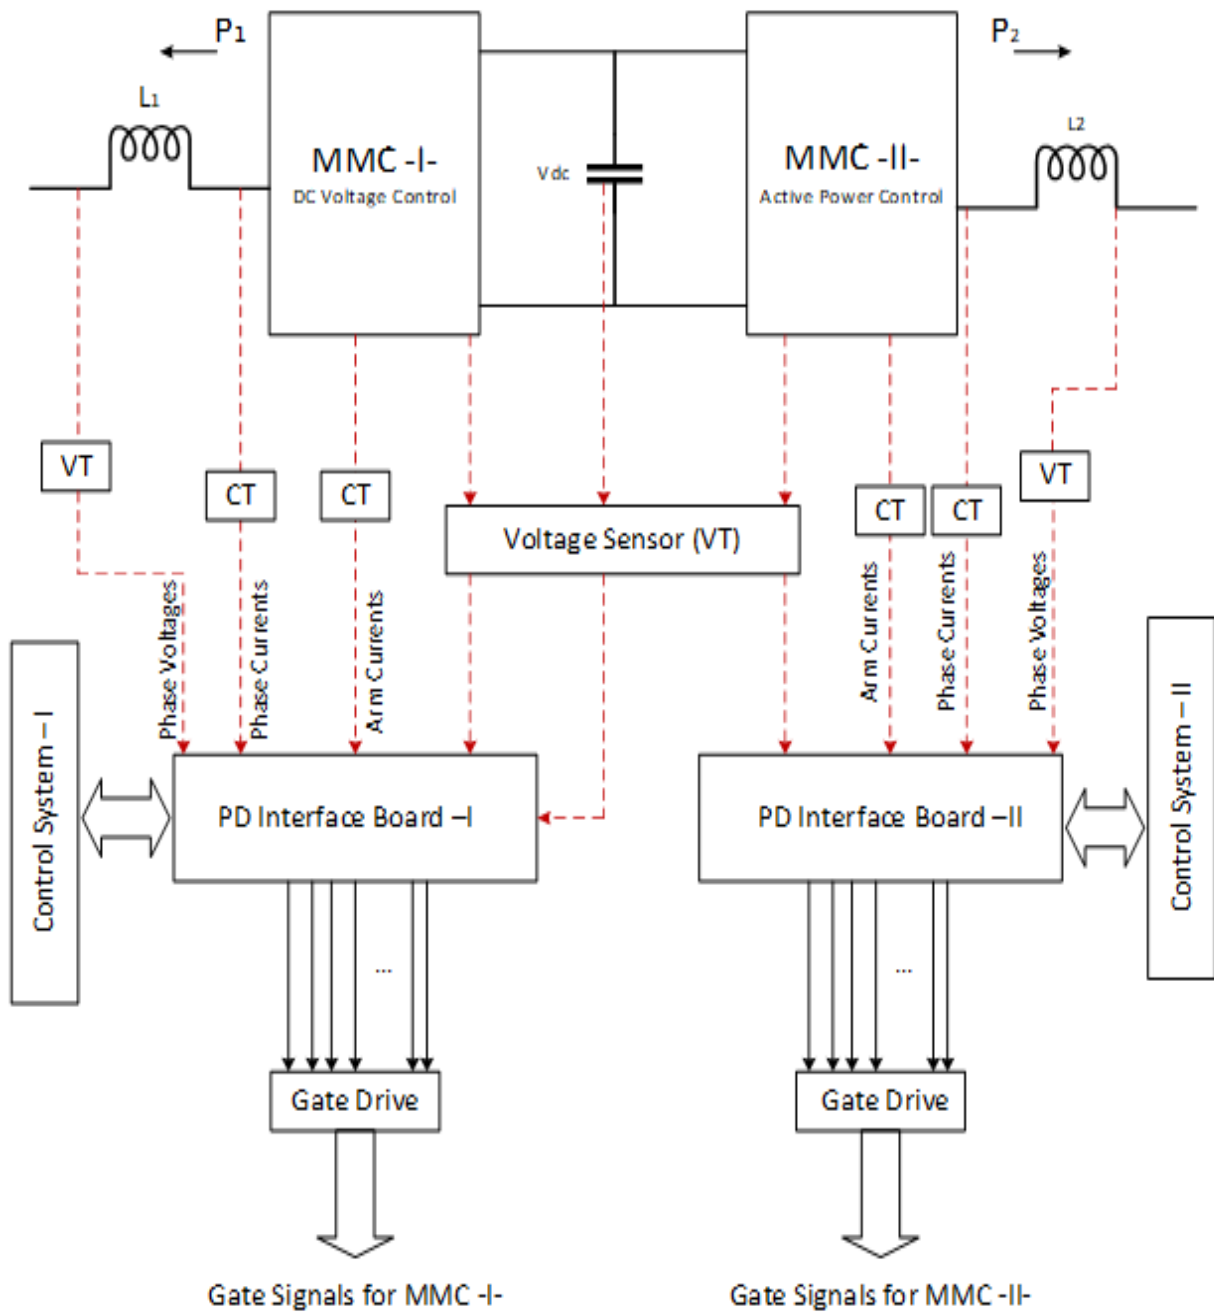 P1
P2
L1
L2
MMC -I-
DC Voltage Control
Vdc
MMC -II-
Active Power Control
VT
CT
CT
Voltage Sensor (VT)
CT
CT
VT
Phase Voltages
Phase Currents
Arm Currents
Arm Currents
Phase Currents
Phase Voltages
Control System – I
PD Interface Board –I
PD Interface Board –II
Control System – II
...
...
Gate Drive
Gate Drive
Gate Signals for MMC -I-
Gate Signals for MMC -II-